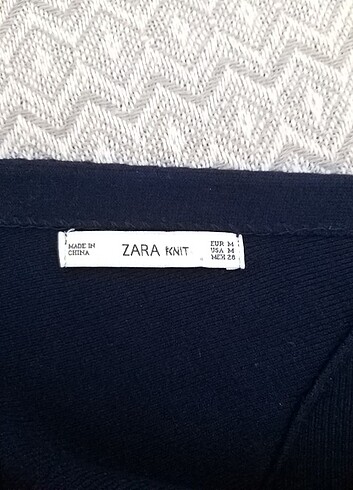 MADE IN
CHINA
ZARA KNIT
EUR M
USA M
MEX 28